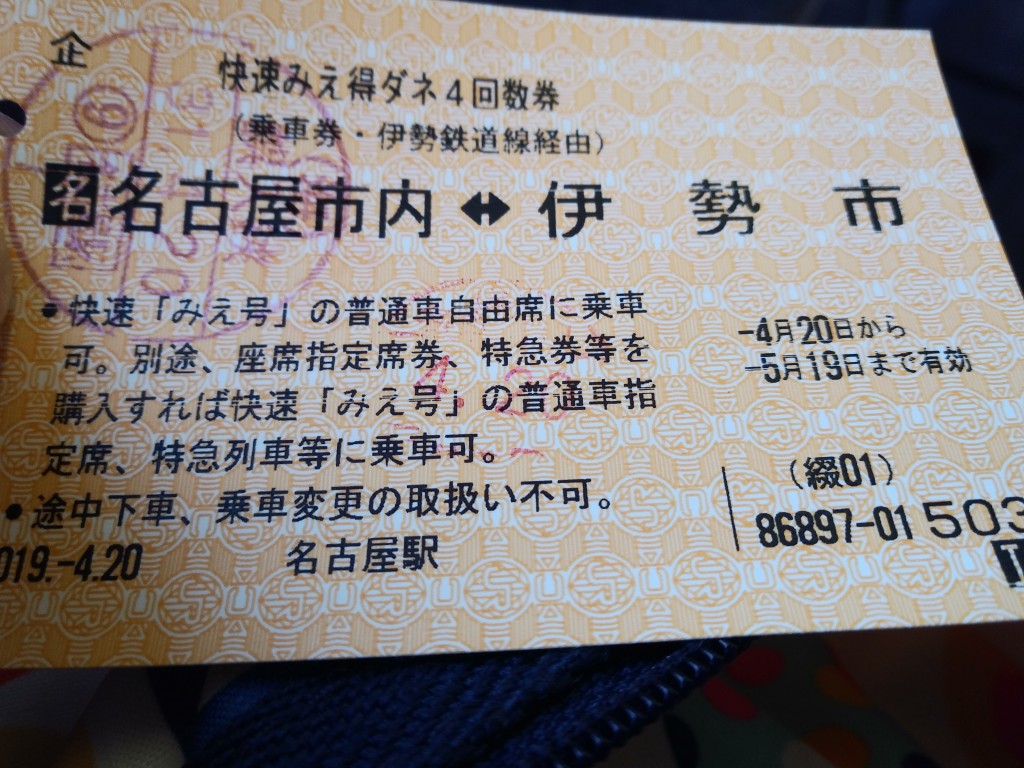 企
快速みえ得ダネ4回数券
(乗車券・伊勢鉄道線経由)
名 名古屋市内 ↔ 伊勢市
・快速「みえ号」の普通車自由席に乗車
可。別途、座席指定席券、特急券等を
購入すれば快速「みえ号」の普通車指
定席、特急列車等に乗車可。
・途中下車、乗車変更の取扱い不可。
-4月20日から
-5月19日まで有効
(綴01)
86897-01 503
019.-4.20 名古屋駅